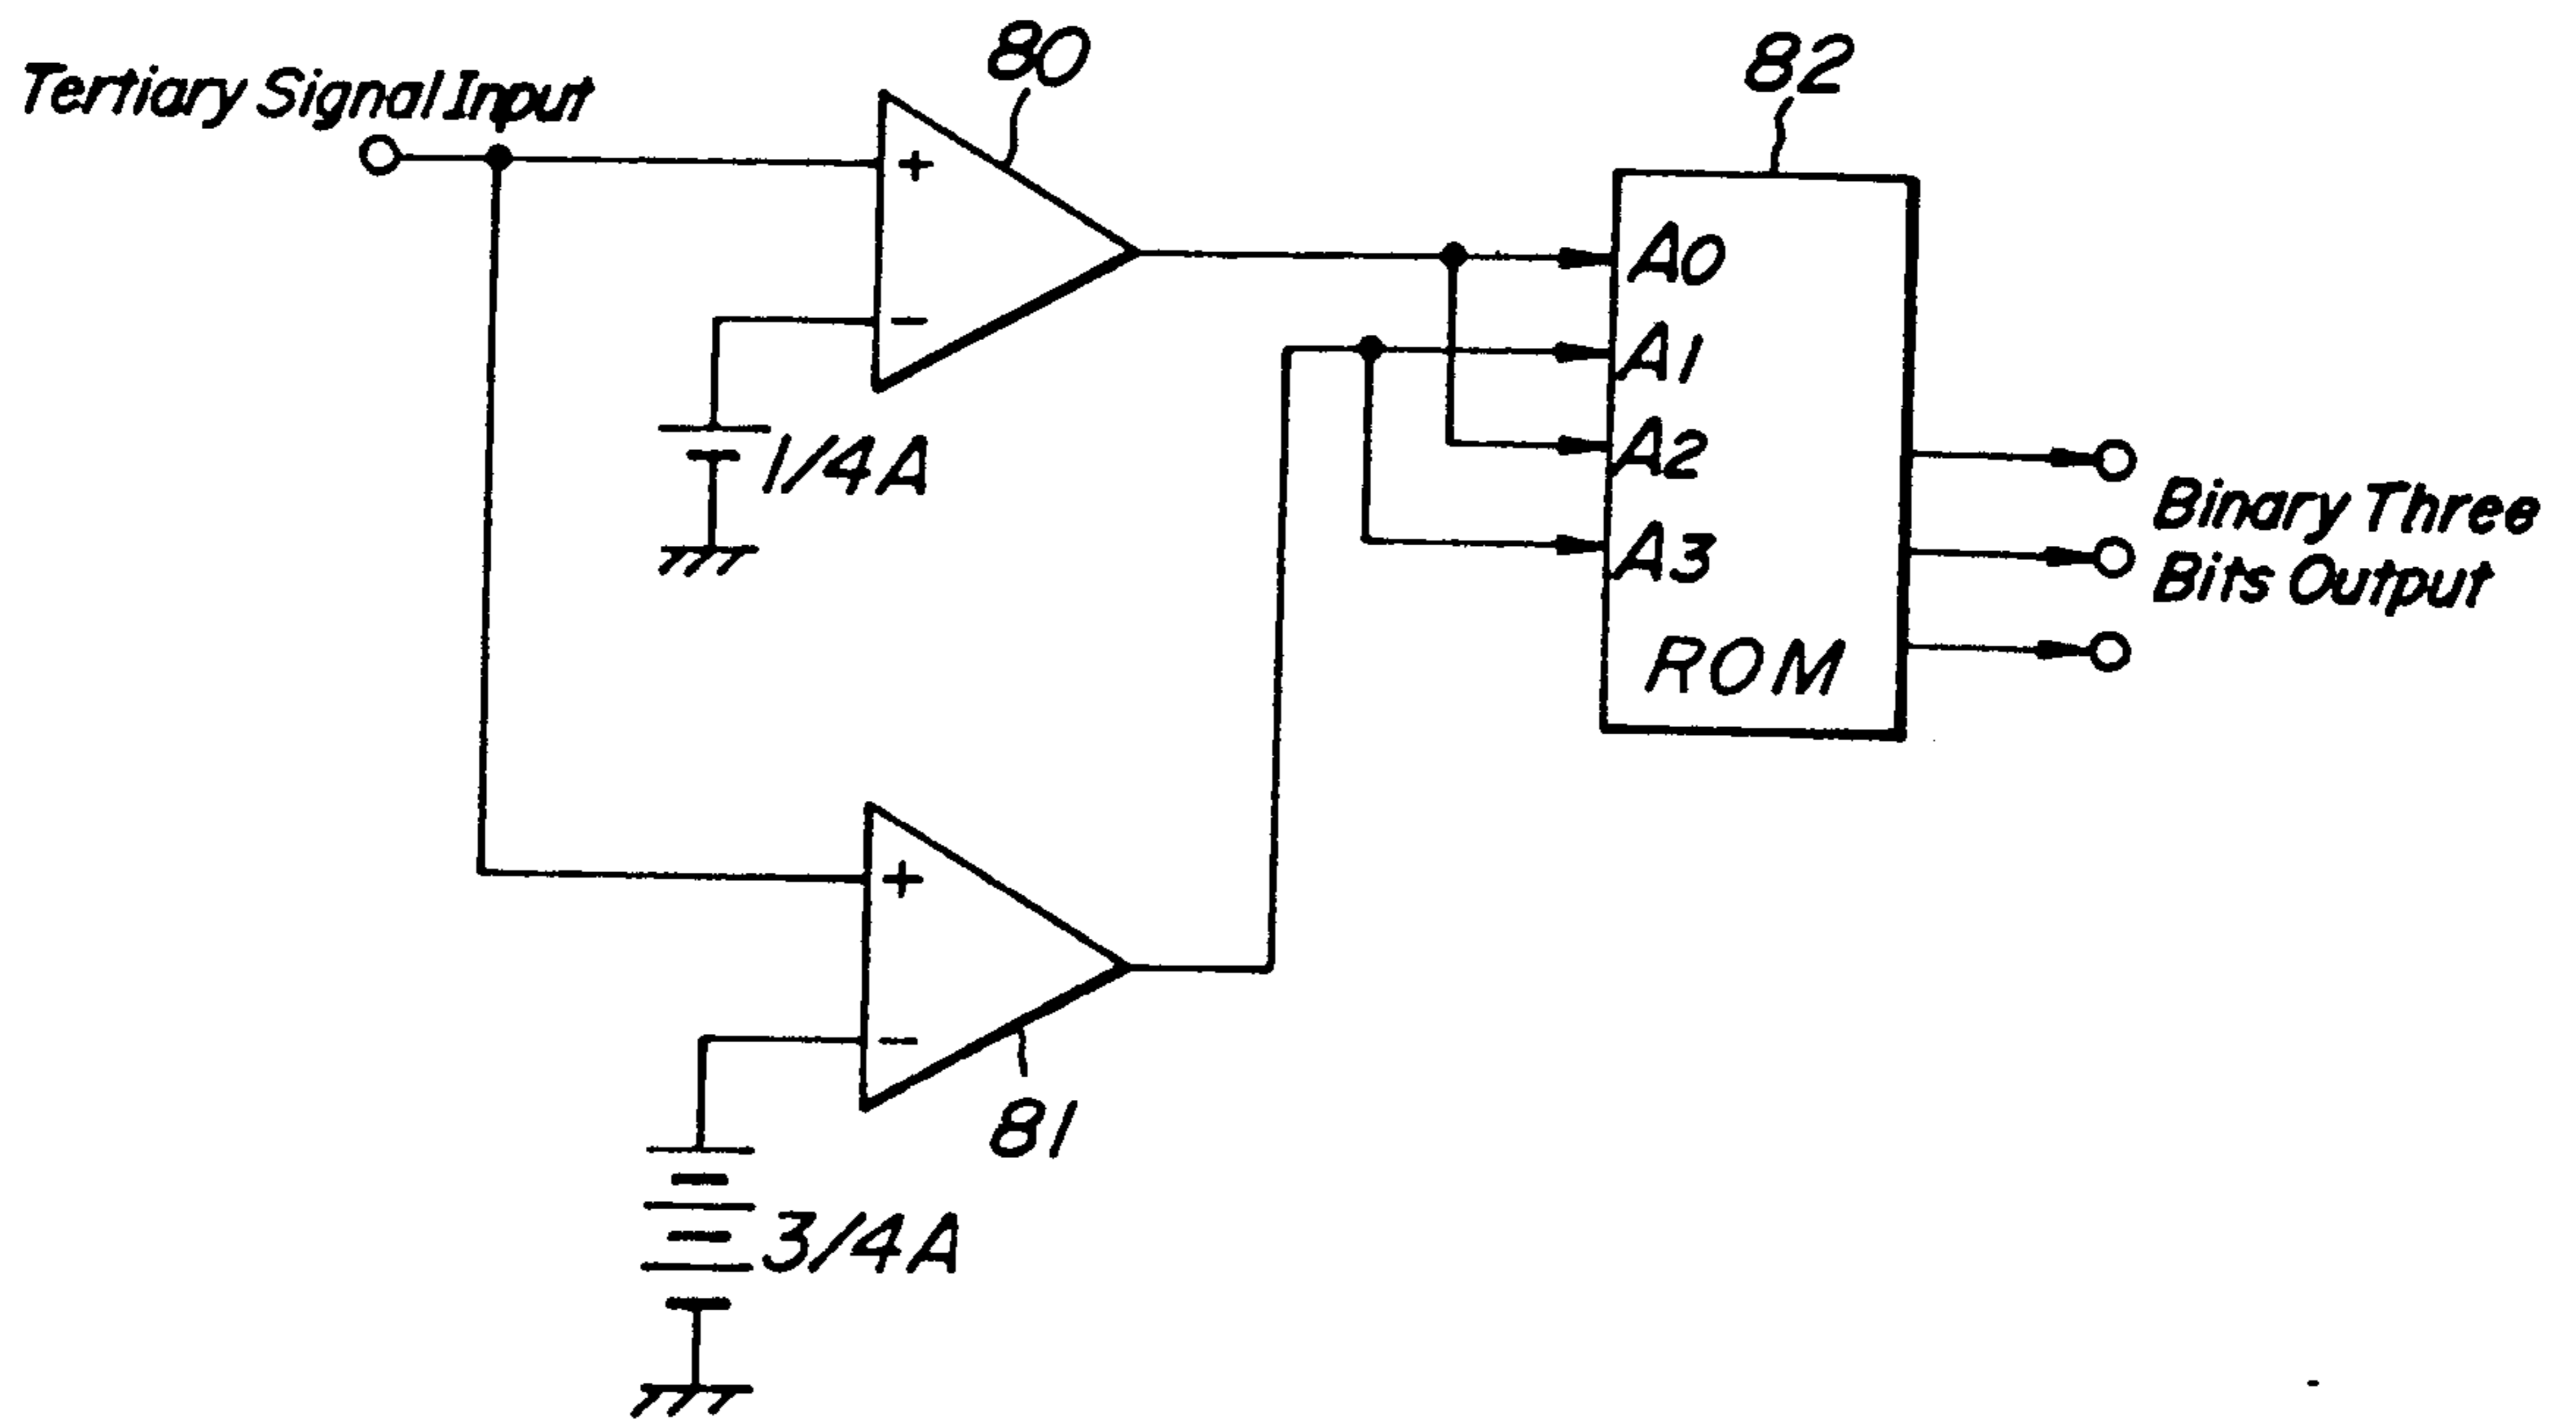 80
82
Tertiary Signal Input
+
A0
A1
−
1/4A
A2
Binary Three
Bits Output
A3
ROM
+
−
81
3/4A